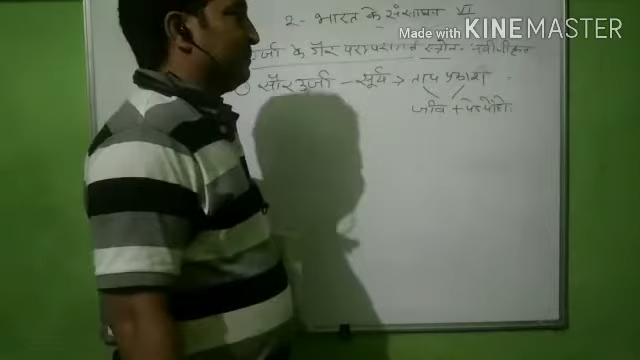 Made with KINEMASTER
2- भारत के संसाधन VI
ऊर्जा के गैर परम्परागत स्त्रोत -
सौर ऊर्जा - सूर्य → ताप प्रकाश
जीव + पेड़पौधे